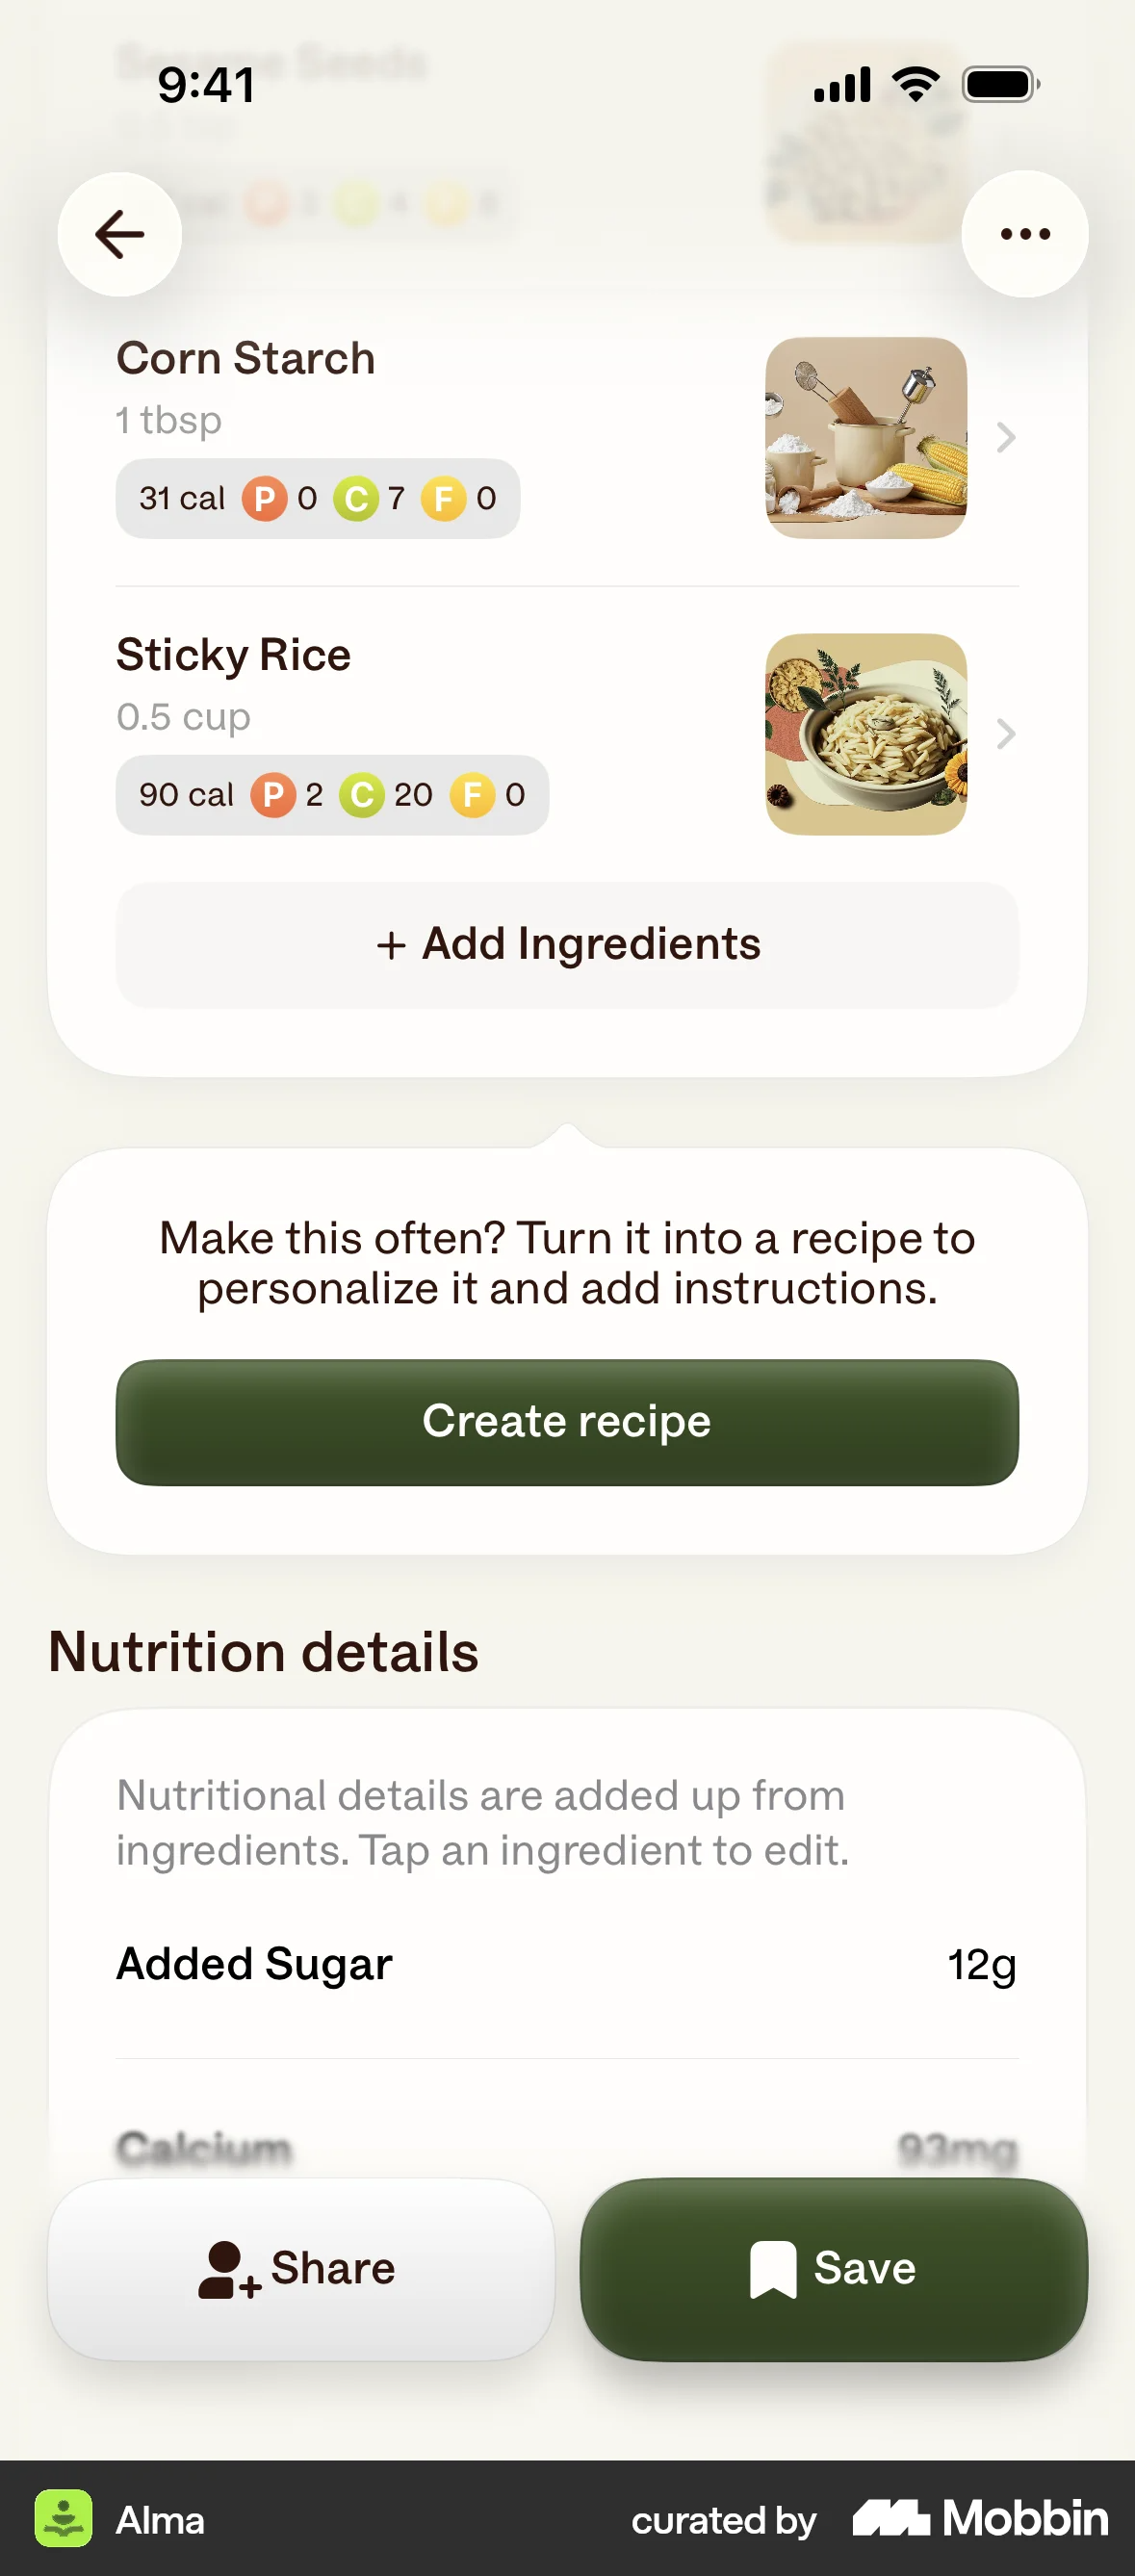 Sesame Seeds
9:41
Corn Starch
1 tbsp
31 cal P 0 C 7 F 0
Sticky Rice
0.5 cup
90 cal P 2 C 20 F 0
+ Add Ingredients
Make this often? Turn it into a recipe to
personalize it and add instructions.
Create recipe
Nutrition details
Nutritional details are added up from
ingredients. Tap an ingredient to edit.
Added Sugar 12g
Calcium 93mg
Share
Save
Alma
curated by Mobbin